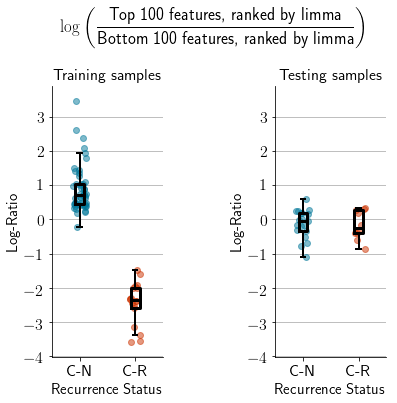 log ( Top 100 features, ranked by limma
Bottom 100 features, ranked by limma )
Training samples
Log-Ratio
3
2
1
0
−1
−2
−3
−4
C-N C-R
Recurrence Status
Testing samples
Log-Ratio
3
2
1
0
−1
−2
−3
−4
C-N C-R
Recurrence Status